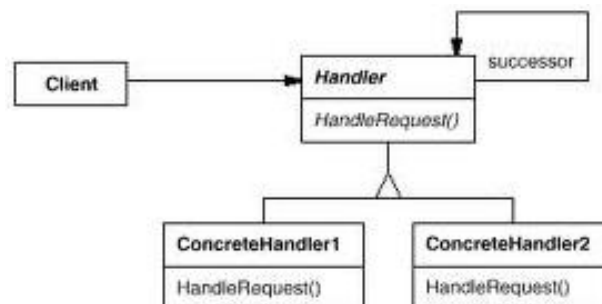 successor
Client
Handler
HandleRequest()
ConcreteHandler1
ConcreteHandler2
HandleRequest()
HandleRequest()